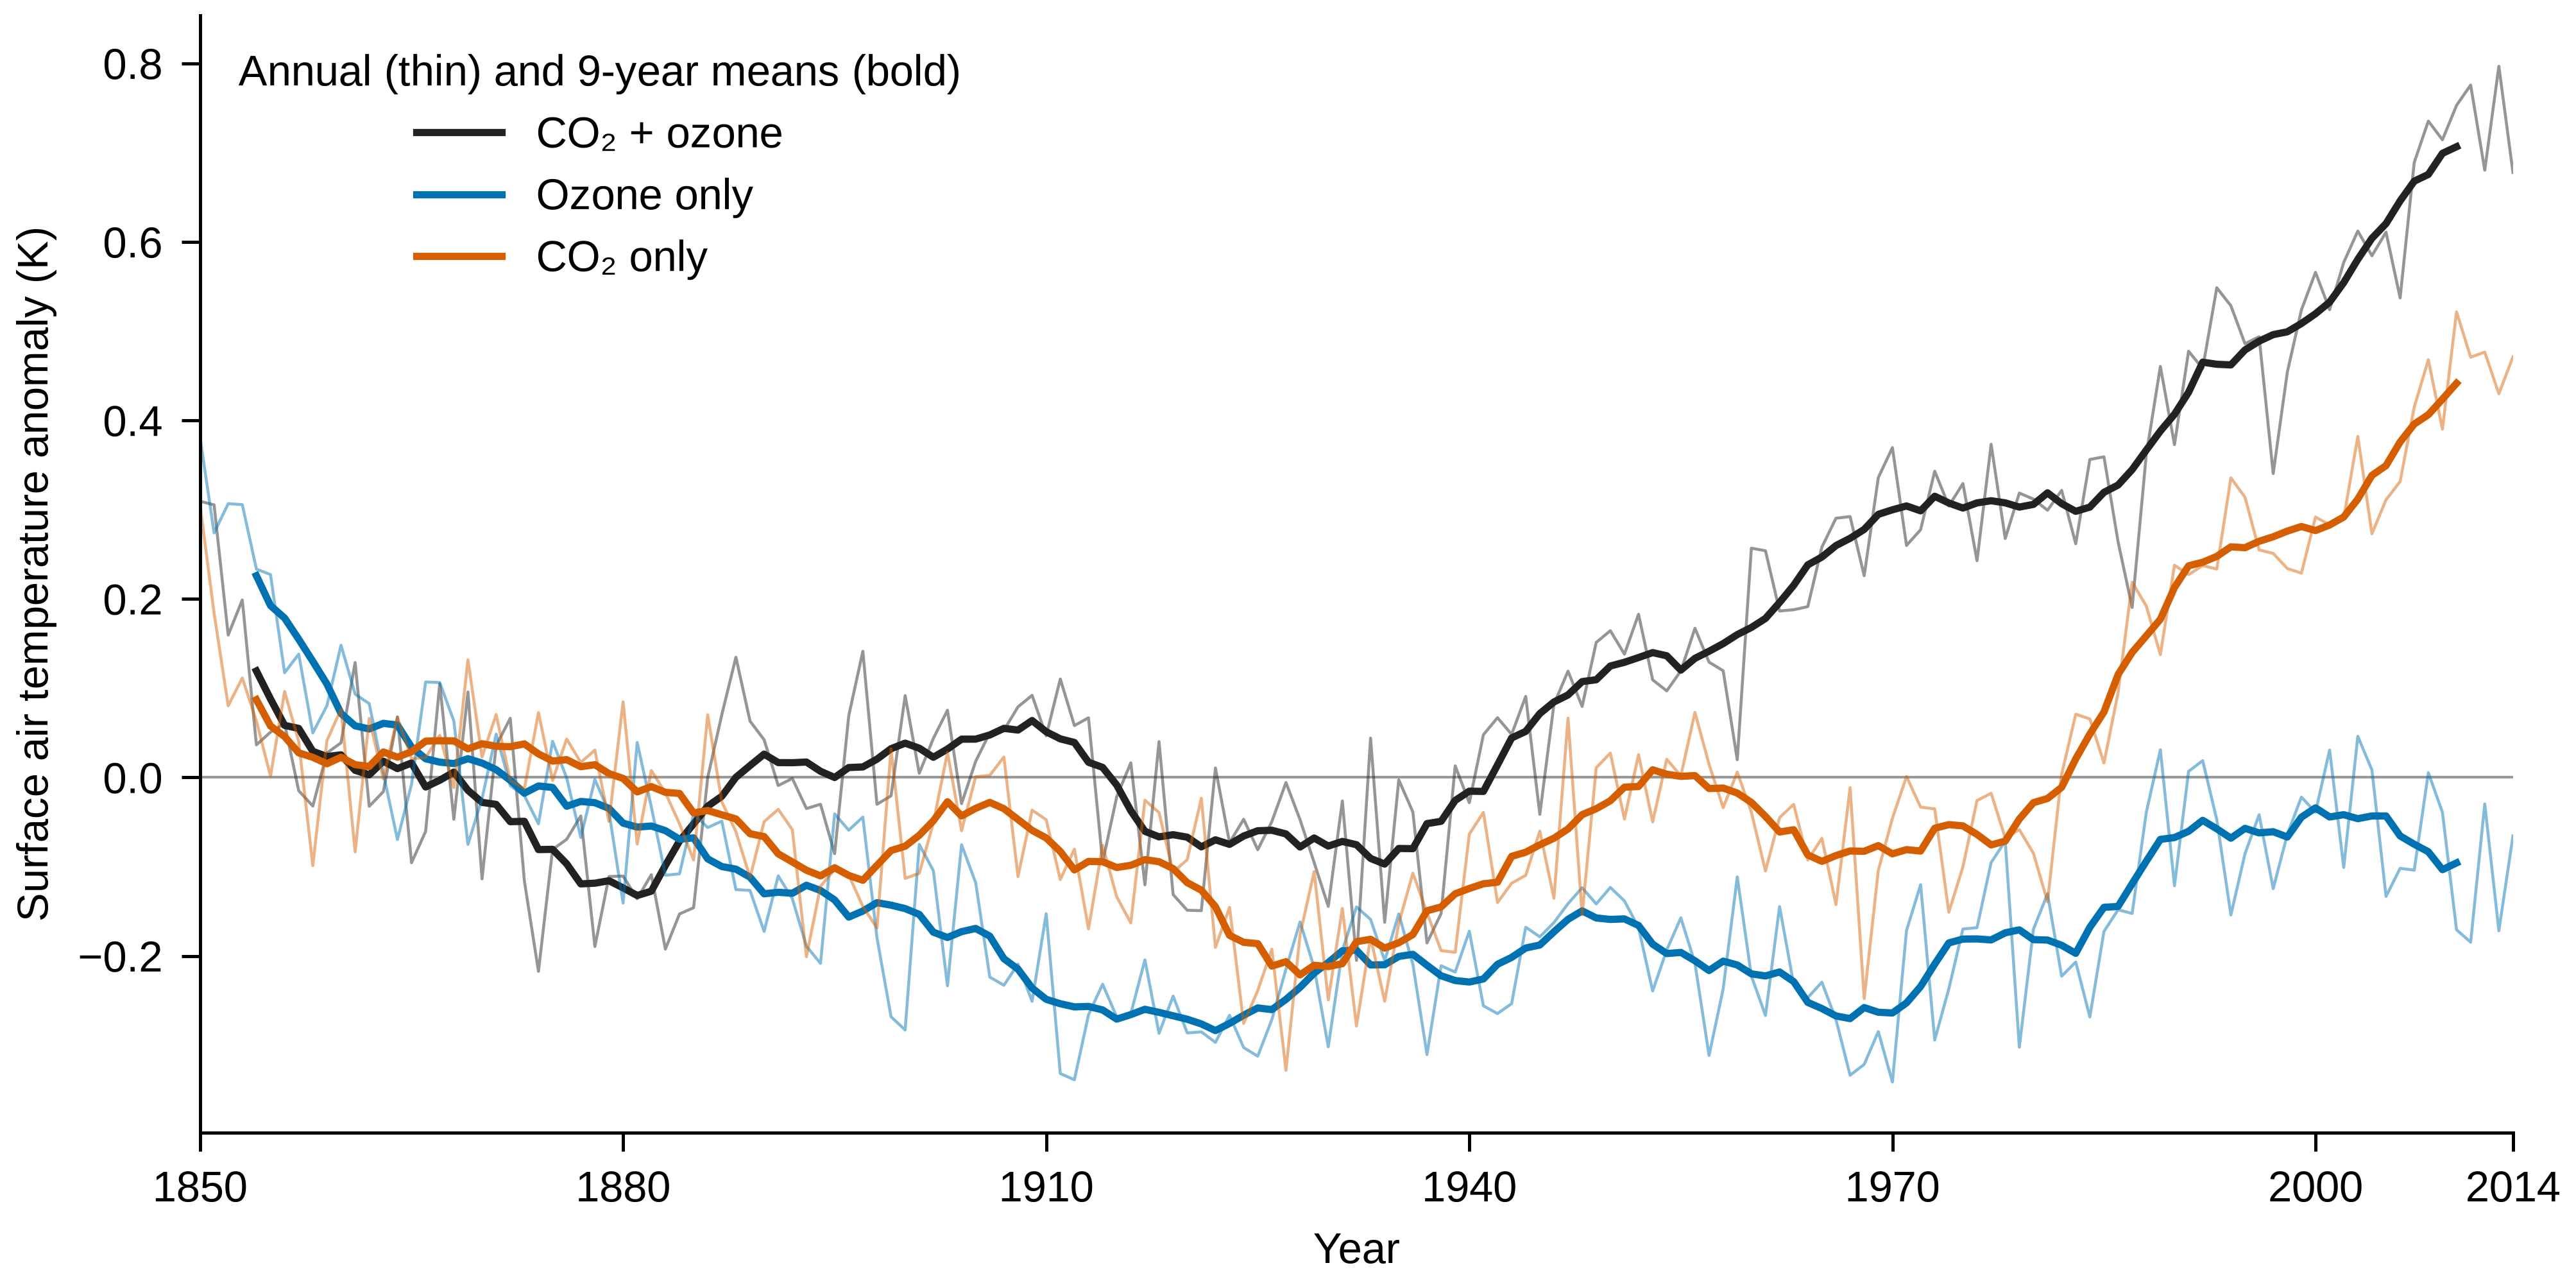 Annual (thin) and 9-year means (bold)
CO₂ + ozone
Ozone only
CO₂ only
Surface air temperature anomaly (K)
0.8
0.6
0.4
0.2
0.0
−0.2
1850
1880
1910
1940
1970
2000
2014
Year